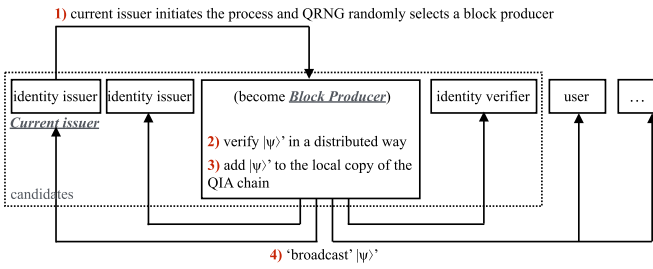 1) current issuer initiates the process and QRNG randomly selects a block producer
identity issuer
identity issuer
(become Block Producer)
identity verifier
user
...
Current issuer
2) verify |ψ⟩’ in a distributed way
3) add |ψ⟩’ to the local copy of the
QIA chain
candidates
4) ‘broadcast’ |ψ⟩’